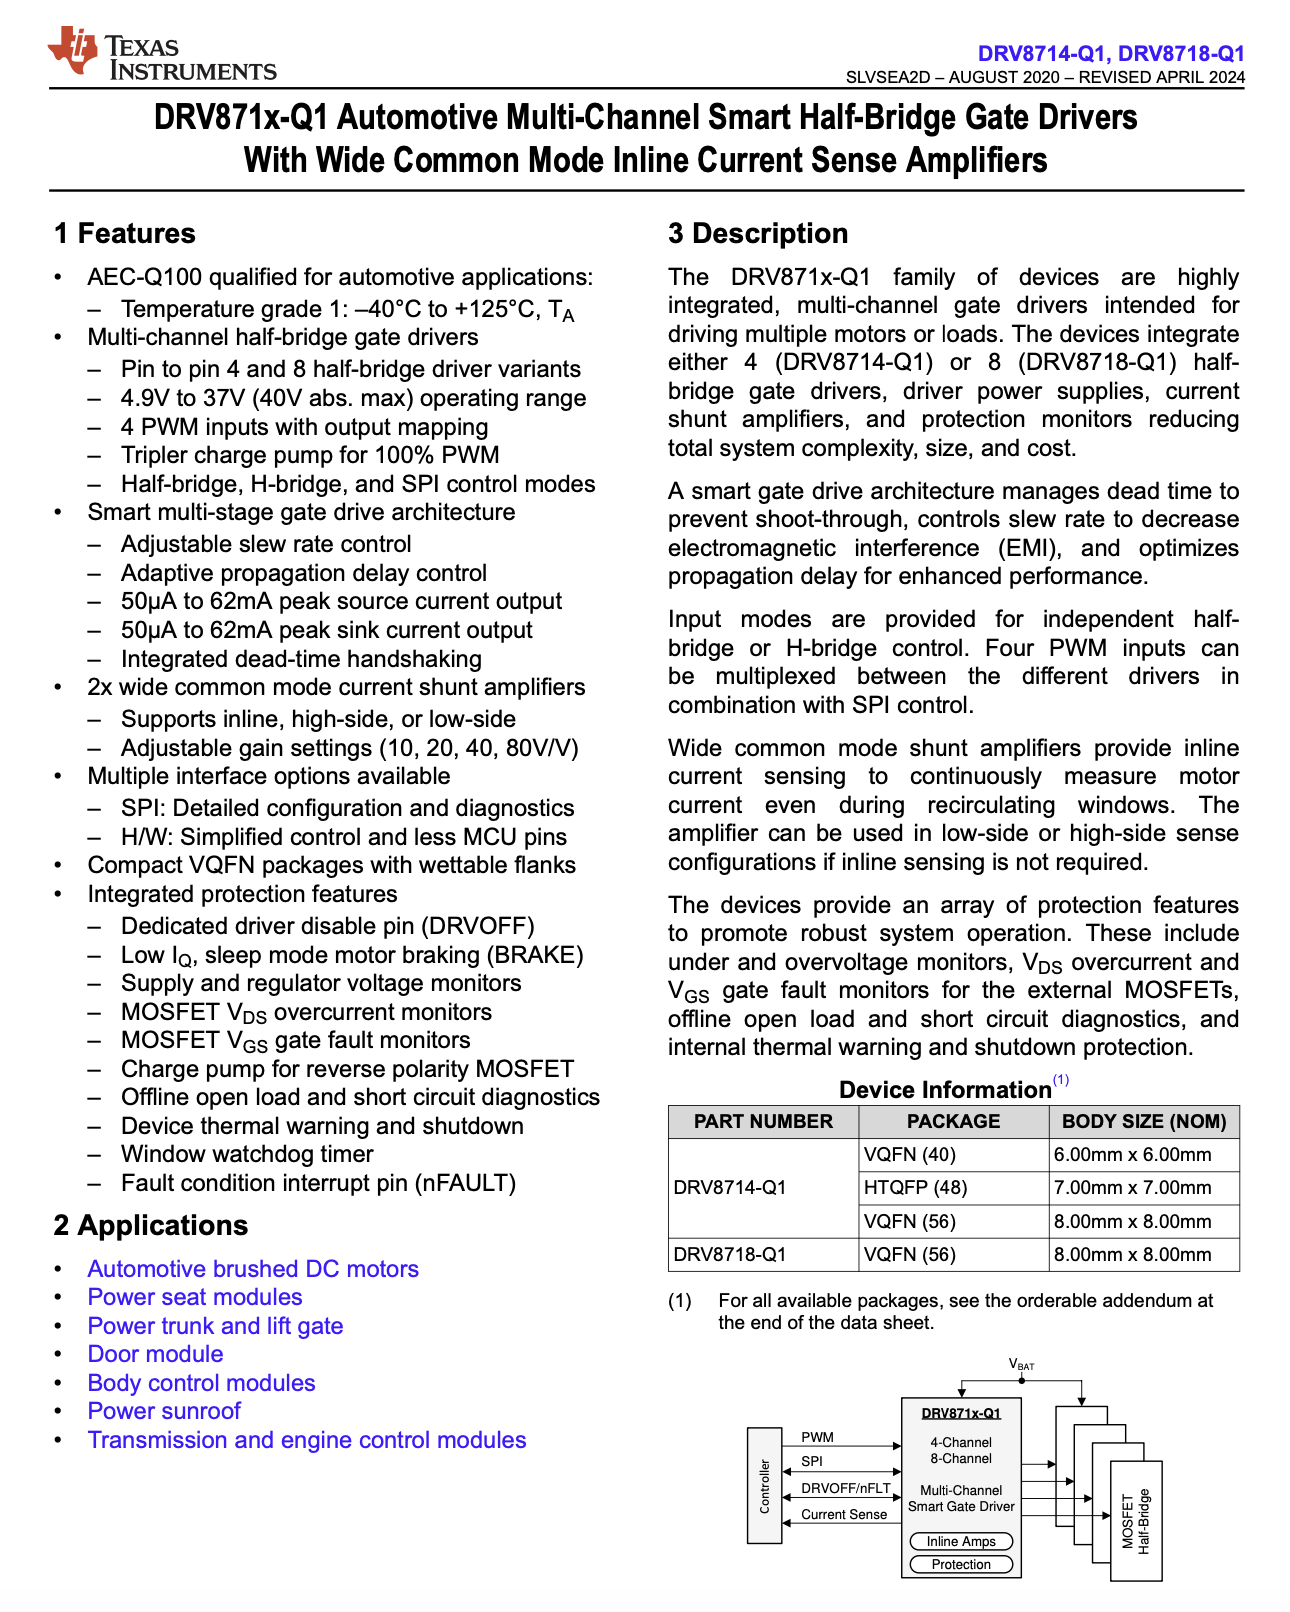 TEXAS
INSTRUMENTS
DRV8714-Q1, DRV8718-Q1
SLVSEA2D – AUGUST 2020 – REVISED APRIL 2024
DRV871x-Q1 Automotive Multi-Channel Smart Half-Bridge Gate Drivers
With Wide Common Mode Inline Current Sense Amplifiers
1 Features
• AEC-Q100 qualified for automotive applications:
– Temperature grade 1: –40°C to +125°C, TA
• Multi-channel half-bridge gate drivers
– Pin to pin 4 and 8 half-bridge driver variants
– 4.9V to 37V (40V abs. max) operating range
– 4 PWM inputs with output mapping
– Tripler charge pump for 100% PWM
– Half-bridge, H-bridge, and SPI control modes
• Smart multi-stage gate drive architecture
– Adjustable slew rate control
– Adaptive propagation delay control
– 50µA to 62mA peak source current output
– 50µA to 62mA peak sink current output
– Integrated dead-time handshaking
• 2x wide common mode current shunt amplifiers
– Supports inline, high-side, or low-side
– Adjustable gain settings (10, 20, 40, 80V/V)
• Multiple interface options available
– SPI: Detailed configuration and diagnostics
– H/W: Simplified control and less MCU pins
• Compact VQFN packages with wettable flanks
• Integrated protection features
– Dedicated driver disable pin (DRVOFF)
– Low IQ, sleep mode motor braking (BRAKE)
– Supply and regulator voltage monitors
– MOSFET VDS overcurrent monitors
– MOSFET VGS gate fault monitors
– Charge pump for reverse polarity MOSFET
– Offline open load and short circuit diagnostics
– Device thermal warning and shutdown
– Window watchdog timer
– Fault condition interrupt pin (nFAULT)
2 Applications
• Automotive brushed DC motors
• Power seat modules
• Power trunk and lift gate
• Door module
• Body control modules
• Power sunroof
• Transmission and engine control modules
3 Description
The DRV871x-Q1 family of devices are highly
integrated, multi-channel gate drivers intended for
driving multiple motors or loads. The devices integrate
either 4 (DRV8714-Q1) or 8 (DRV8718-Q1) half-
bridge gate drivers, driver power supplies, current
shunt amplifiers, and protection monitors reducing
total system complexity, size, and cost.
A smart gate drive architecture manages dead time to
prevent shoot-through, controls slew rate to decrease
electromagnetic interference (EMI), and optimizes
propagation delay for enhanced performance.
Input modes are provided for independent half-
bridge or H-bridge control. Four PWM inputs can
be multiplexed between the different drivers in
combination with SPI control.
Wide common mode shunt amplifiers provide inline
current sensing to continuously measure motor
current even during recirculating windows. The
amplifier can be used in low-side or high-side sense
configurations if inline sensing is not required.
The devices provide an array of protection features
to promote robust system operation. These include
under and overvoltage monitors, VDS overcurrent and
VGS gate fault monitors for the external MOSFETs,
offline open load and short circuit diagnostics, and
internal thermal warning and shutdown protection.
Device Information(1)
PART NUMBER PACKAGE BODY SIZE (NOM)
DRV8714-Q1 VQFN (40) 6.00mm x 6.00mm
HTQFP (48) 7.00mm x 7.00mm
VQFN (56) 8.00mm x 8.00mm
DRV8718-Q1 VQFN (56) 8.00mm x 8.00mm
(1) For all available packages, see the orderable addendum at
the end of the data sheet.
VBAT
Controller
PWM
SPI
DRVOFF/nFLT
Current Sense
DRV871x-Q1
4-Channel
8-Channel
Multi-Channel
Smart Gate Driver
Inline Amps
Protection
MOSFET
Half-Bridge